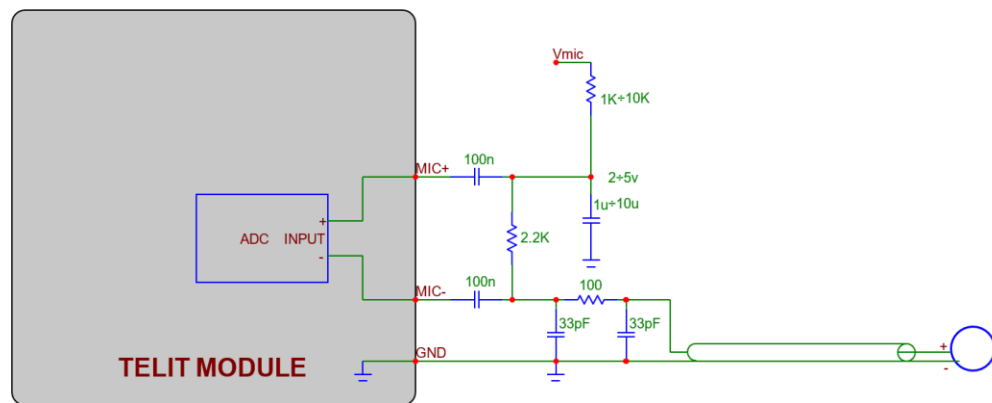 Vmic
1K÷10K
MIC+
100n
2÷5v
1u÷10u
+
ADC INPUT
-
2.2K
MIC-
100n
100
33pF
33pF
GND
+
-
TELIT MODULE